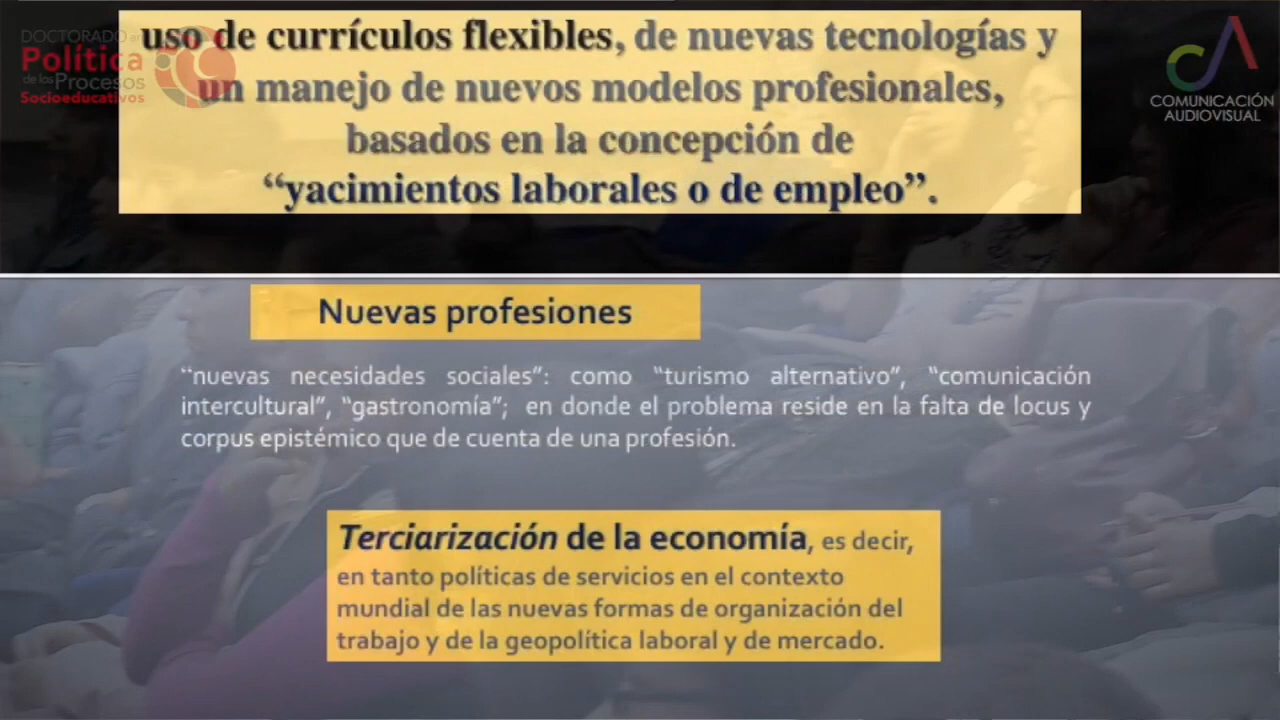 DOCTORADO en
Política
de los Procesos
Socioeducativos
uso de currículos flexibles, de nuevas tecnologías y
un manejo de nuevos modelos profesionales,
basados en la concepción de
“yacimientos laborales o de empleo”.
COMUNICACIÓN
AUDIOVISUAL
Nuevas profesiones
“nuevas necesidades sociales”: como “turismo alternativo”, “comunicación
intercultural”, “gastronomía”; en donde el problema reside en la falta de locus y
corpus epistémico que de cuenta de una profesión.
Terciarización de la economía, es decir,
en tanto políticas de servicios en el contexto
mundial de las nuevas formas de organización del
trabajo y de la geopolítica laboral y de mercado.